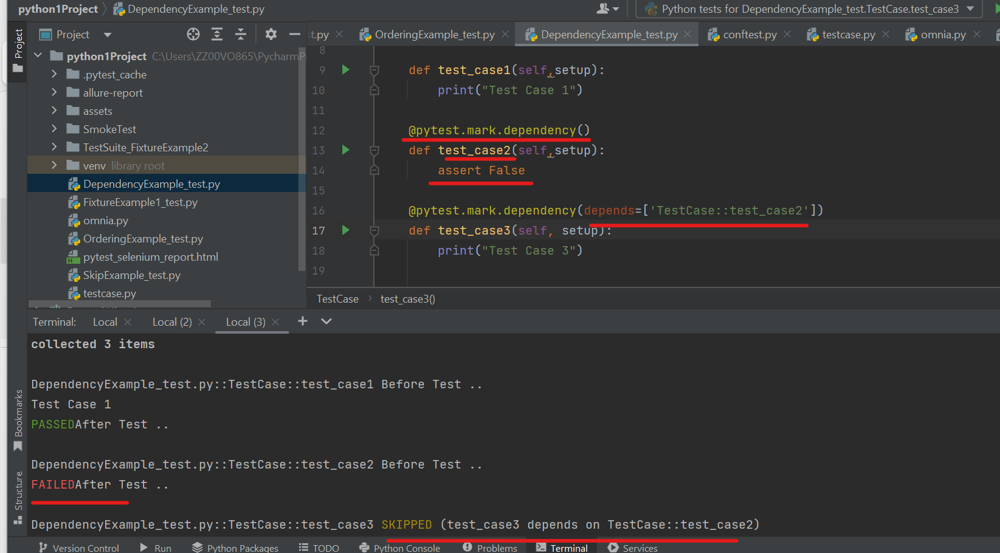 python1Project DependencyExample_test.py
Python tests for DependencyExample_test.TestCase.test_case3
Project
Project
t.py OrderingExample_test.py DependencyExample_test.py conftest.py testcase.py omnia.py
python1Project C:\Users\ZZ00VO865\PycharmP
.pytest_cache
allure-report
assets
SmokeTest
TestSuite_FixtureExample2
venv library root
DependencyExample_test.py
FixtureExample1_test.py
omnia.py
OrderingExample_test.py
pytest_selenium_report.html
SkipExample_test.py
testcase.py
8
9 def test_case1(self,setup):
10 print("Test Case 1")
11
12 @pytest.mark.dependency()
13 def test_case2(self,setup):
14 assert False
15
16 @pytest.mark.dependency(depends=['TestCase::test_case2'])
17 def test_case3(self, setup):
18 print("Test Case 3")
19
TestCase test_case3()
Terminal: Local Local (2) Local (3)
collected 3 items
DependencyExample_test.py::TestCase::test_case1 Before Test ..
Test Case 1
PASSEDAfter Test ..
DependencyExample_test.py::TestCase::test_case2 Before Test ..
FAILEDAfter Test ..
DependencyExample_test.py::TestCase::test_case3 SKIPPED (test_case3 depends on TestCase::test_case2)
Bookmarks
Structure
Version Control Run Python Packages TODO Python Console Problems Terminal Services